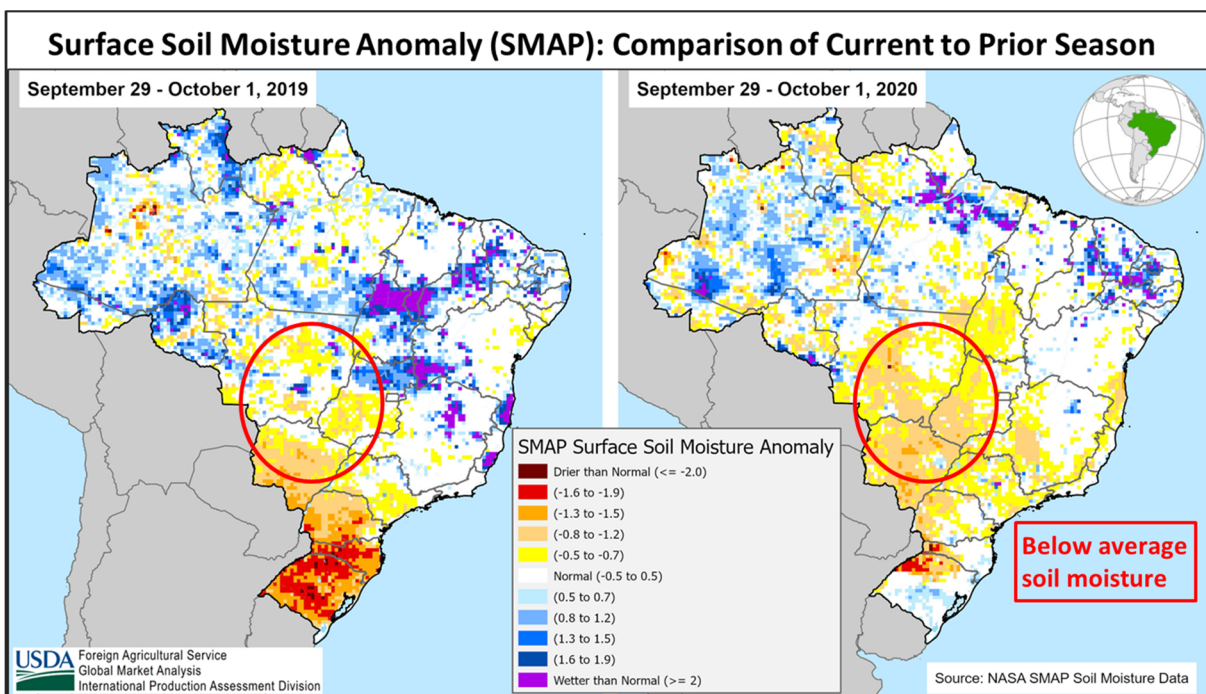 Surface Soil Moisture Anomaly (SMAP): Comparison of Current to Prior Season
September 29 - October 1, 2019
September 29 - October 1, 2020
SMAP Surface Soil Moisture Anomaly
Drier than Normal (<= -2.0)
(-1.6 to -1.9)
(-1.3 to -1.5)
(-0.8 to -1.2)
(-0.5 to -0.7)
Normal (-0.5 to 0.5)
(0.5 to 0.7)
(0.8 to 1.2)
(1.3 to 1.5)
(1.6 to 1.9)
Wetter than Normal (>= 2)
Below average
soil moisture
USDA
Foreign Agricultural Service
Global Market Analysis
International Production Assessment Division
Source: NASA SMAP Soil Moisture Data